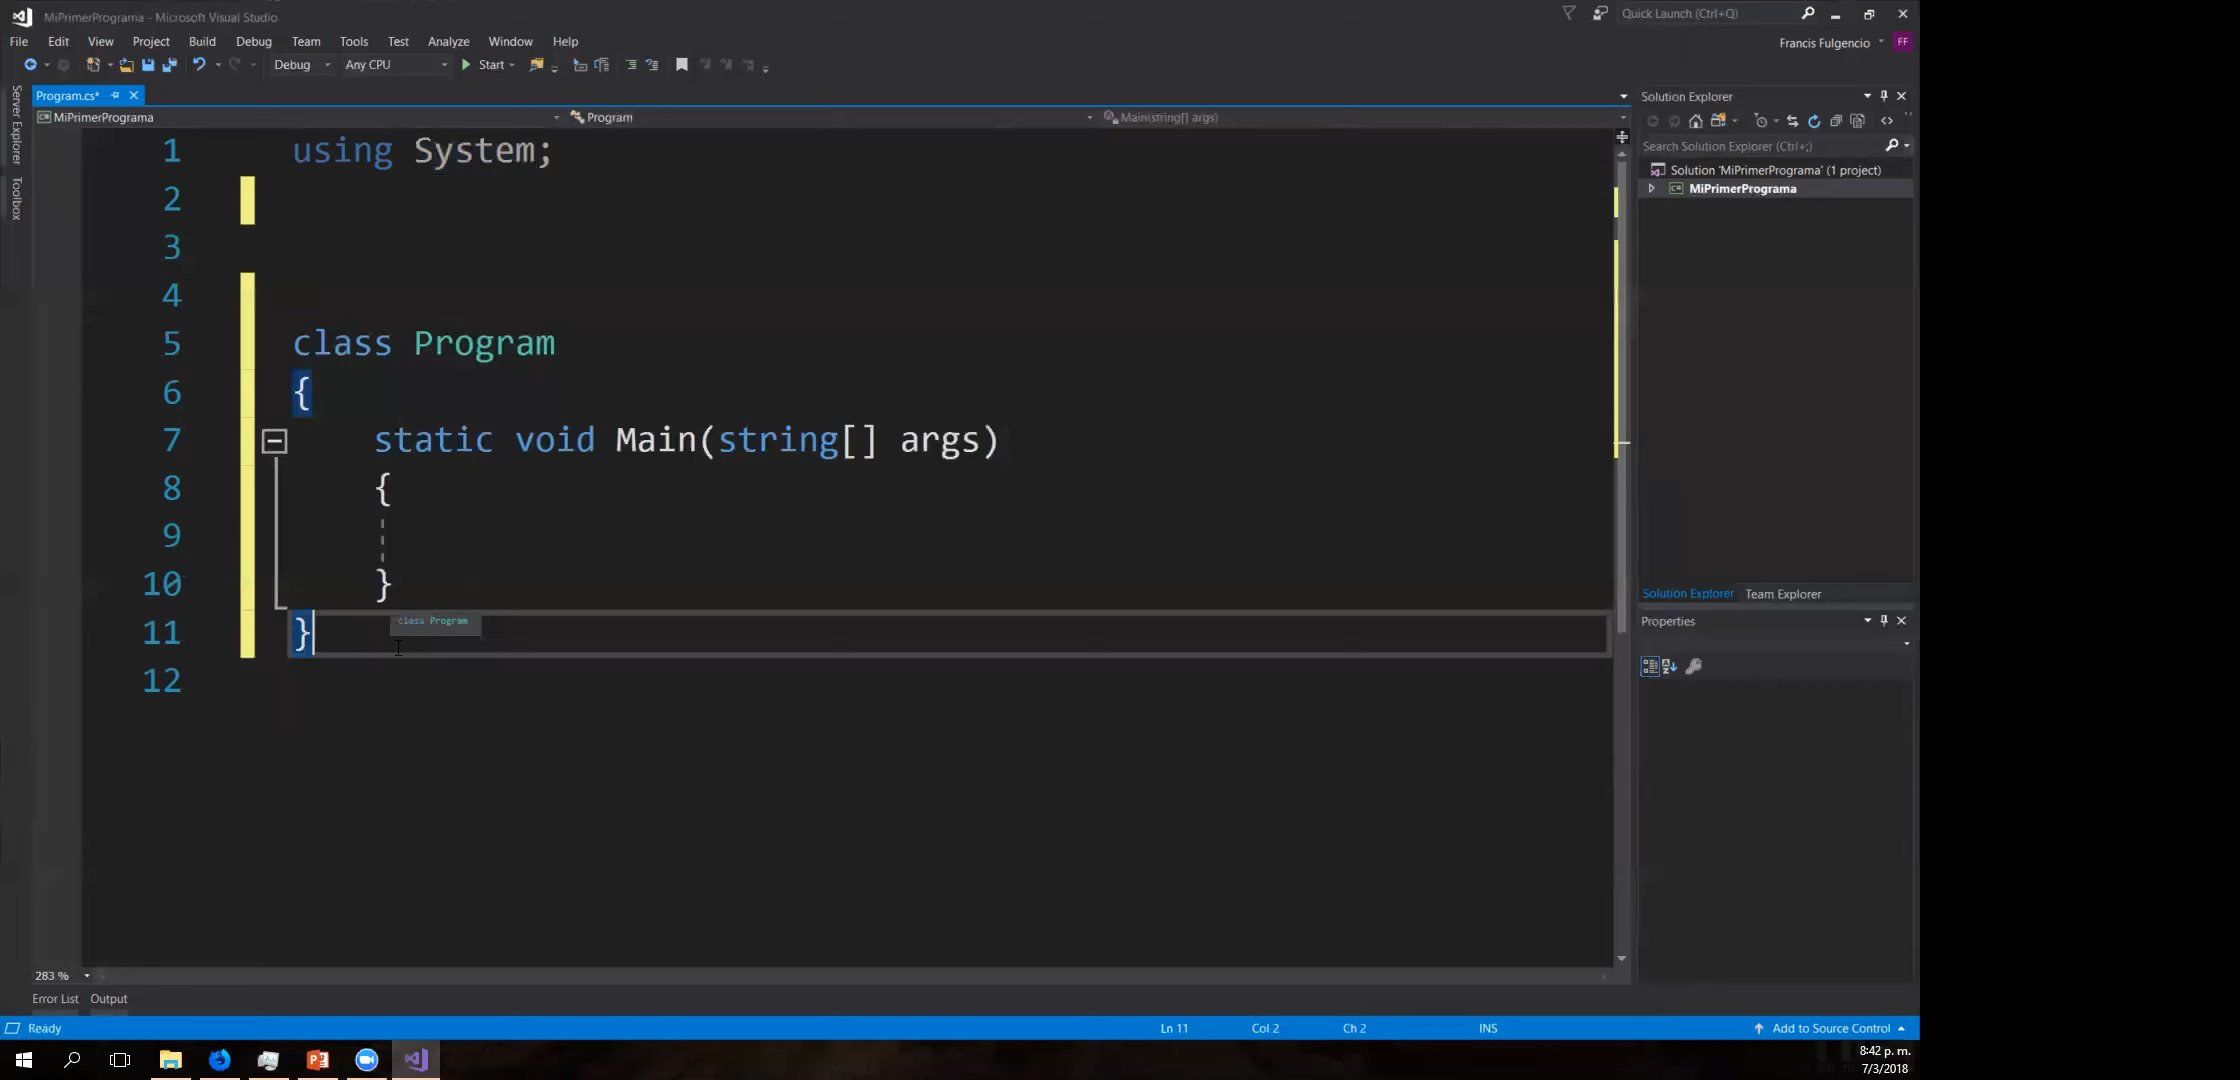 MiPrimerPrograma - Microsoft Visual Studio
Quick Launch (Ctrl+Q)
File Edit View Project Build Debug Team Tools Test Analyze Window Help
Francis Fulgencio FF
Debug Any CPU Start
Server Explorer
Toolbox
Program.cs*
MiPrimerPrograma Program Main(string[] args)
1 using System;
2
3
4
5 class Program
6 {
7 static void Main(string[] args)
8 {
9
10 }
11 }
class Program
12
283 %
Error List Output
Solution Explorer
Search Solution Explorer (Ctrl+;)
Solution 'MiPrimerPrograma' (1 project)
MiPrimerPrograma
Solution Explorer Team Explorer
Properties
Ready Ln 11 Col 2 Ch 2 INS Add to Source Control
8:42 p. m.
7/3/2018